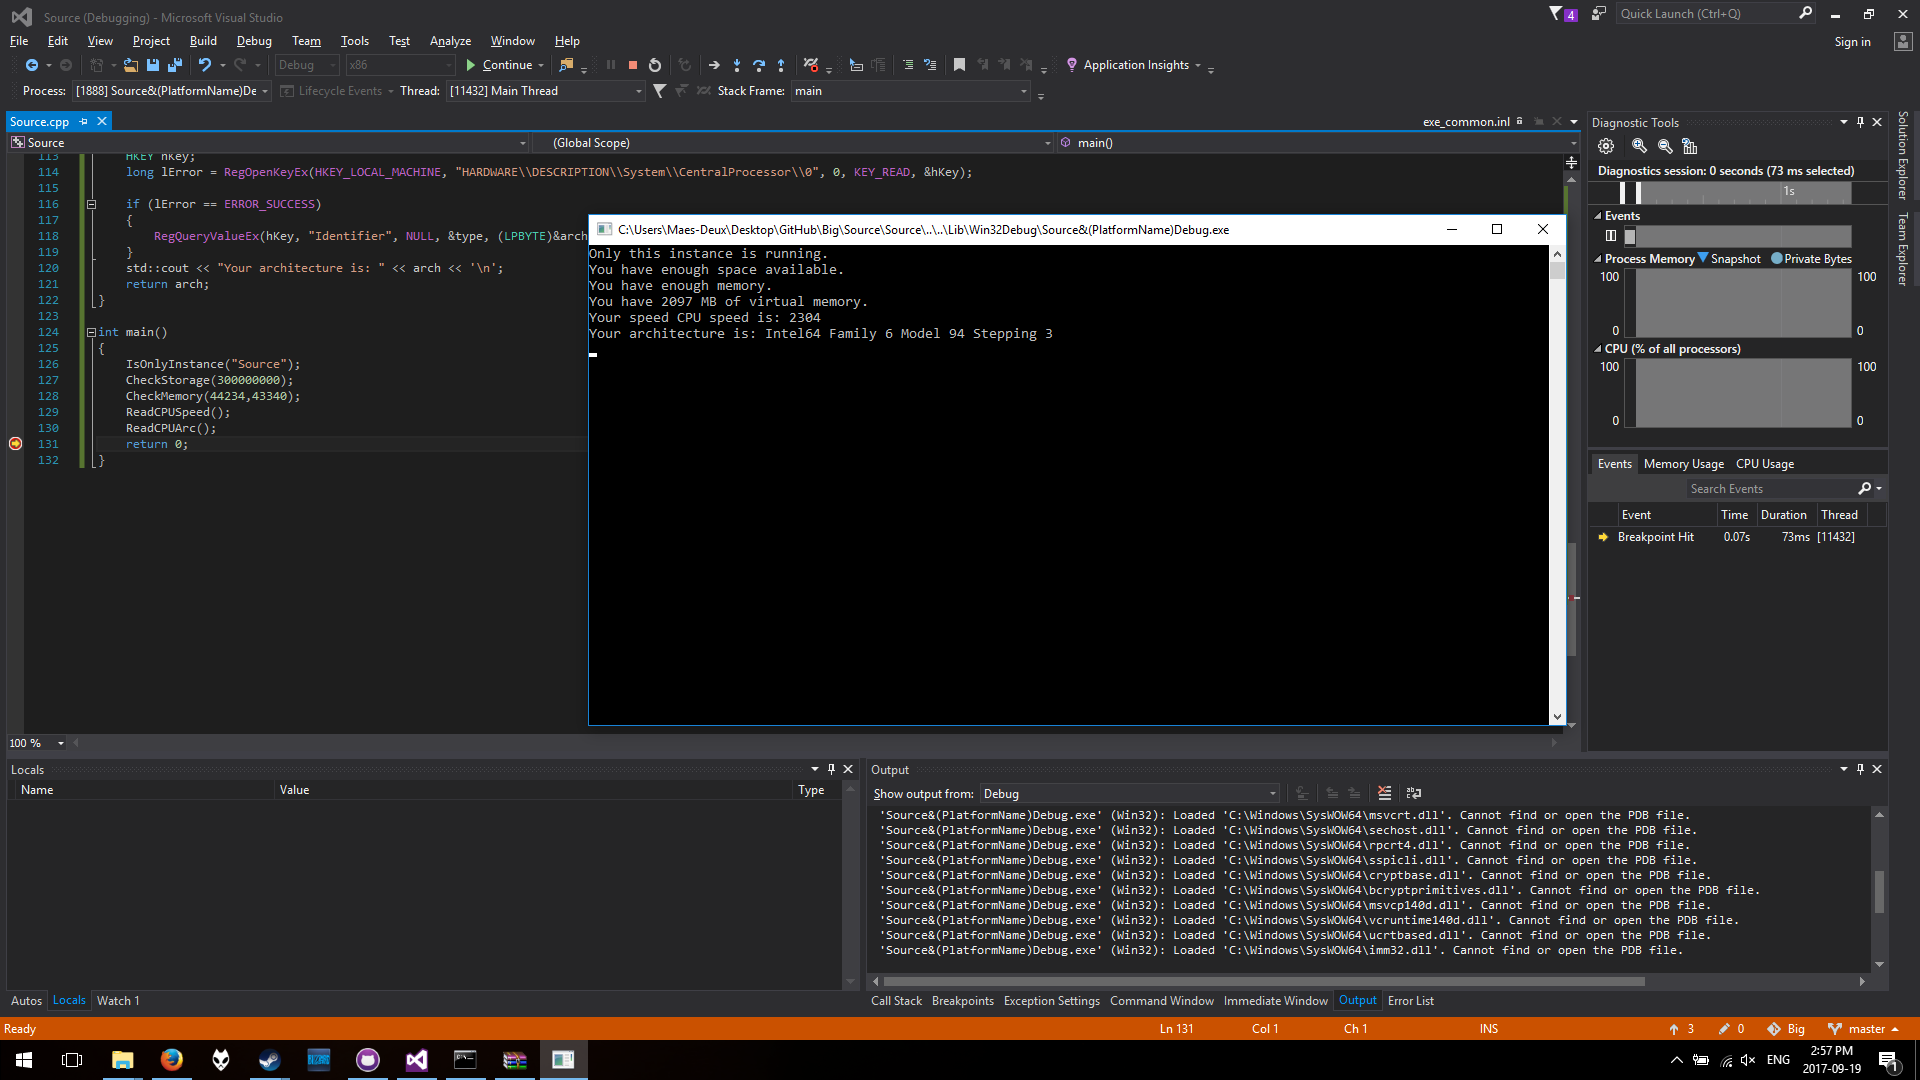 Source (Debugging) - Microsoft Visual Studio
4
Quick Launch (Ctrl+Q)
File Edit View Project Build Debug Team Tools Test Analyze Window Help
Sign in
Debug x86 Continue Application Insights
Process: [1888] Source&(PlatformName)De Lifecycle Events Thread: [11432] Main Thread Stack Frame: main
Source.cpp
exe_common.inl
Source (Global Scope) main()
113 HKEY hKey;
114 long lError = RegOpenKeyEx(HKEY_LOCAL_MACHINE, "HARDWARE\\DESCRIPTION\\System\\CentralProcessor\\0", 0, KEY_READ, &hKey);
115
116 if (lError == ERROR_SUCCESS)
117 {
118 RegQueryValueEx(hKey, "Identifier", NULL, &type, (LPBYTE)&arch
119 }
120 std::cout << "Your architecture is: " << arch << '\n';
121 return arch;
122 }
123
124 int main()
125 {
126 IsOnlyInstance("Source");
127 CheckStorage(300000000);
128 CheckMemory(44234,43340);
129 ReadCPUSpeed();
130 ReadCPUArc();
131 return 0;
132 }
100 %
C:\Users\Maes-Deux\Desktop\GitHub\Big\Source\Source\..\..\Lib\Win32Debug\Source&(PlatformName)Debug.exe
Only this instance is running.
You have enough space available.
You have enough memory.
You have 2097 MB of virtual memory.
Your speed CPU speed is: 2304
Your architecture is: Intel64 Family 6 Model 94 Stepping 3
Diagnostic Tools
Diagnostics session: 0 seconds (73 ms selected)
1s
Events
Process Memory Snapshot Private Bytes
100 100
0 0
CPU (% of all processors)
100 100
0 0
Events Memory Usage CPU Usage
Search Events
Event Time Duration Thread
Breakpoint Hit 0.07s 73ms [11432]
Solution Explorer
Team Explorer
Locals
Name Value Type
Autos Locals Watch 1
Output
Show output from: Debug
'Source&(PlatformName)Debug.exe' (Win32): Loaded 'C:\Windows\SysWOW64\msvcrt.dll'. Cannot find or open the PDB file.
'Source&(PlatformName)Debug.exe' (Win32): Loaded 'C:\Windows\SysWOW64\sechost.dll'. Cannot find or open the PDB file.
'Source&(PlatformName)Debug.exe' (Win32): Loaded 'C:\Windows\SysWOW64\rpcrt4.dll'. Cannot find or open the PDB file.
'Source&(PlatformName)Debug.exe' (Win32): Loaded 'C:\Windows\SysWOW64\sspicli.dll'. Cannot find or open the PDB file.
'Source&(PlatformName)Debug.exe' (Win32): Loaded 'C:\Windows\SysWOW64\cryptbase.dll'. Cannot find or open the PDB file.
'Source&(PlatformName)Debug.exe' (Win32): Loaded 'C:\Windows\SysWOW64\bcryptprimitives.dll'. Cannot find or open the PDB file.
'Source&(PlatformName)Debug.exe' (Win32): Loaded 'C:\Windows\SysWOW64\msvcp140d.dll'. Cannot find or open the PDB file.
'Source&(PlatformName)Debug.exe' (Win32): Loaded 'C:\Windows\SysWOW64\vcruntime140d.dll'. Cannot find or open the PDB file.
'Source&(PlatformName)Debug.exe' (Win32): Loaded 'C:\Windows\SysWOW64\ucrtbased.dll'. Cannot find or open the PDB file.
'Source&(PlatformName)Debug.exe' (Win32): Loaded 'C:\Windows\SysWOW64\imm32.dll'. Cannot find or open the PDB file.
Call Stack Breakpoints Exception Settings Command Window Immediate Window Output Error List
Ready Ln 131 Col 1 Ch 1 INS 3 0 Big master
ENG
2:57 PM
2017-09-19
1